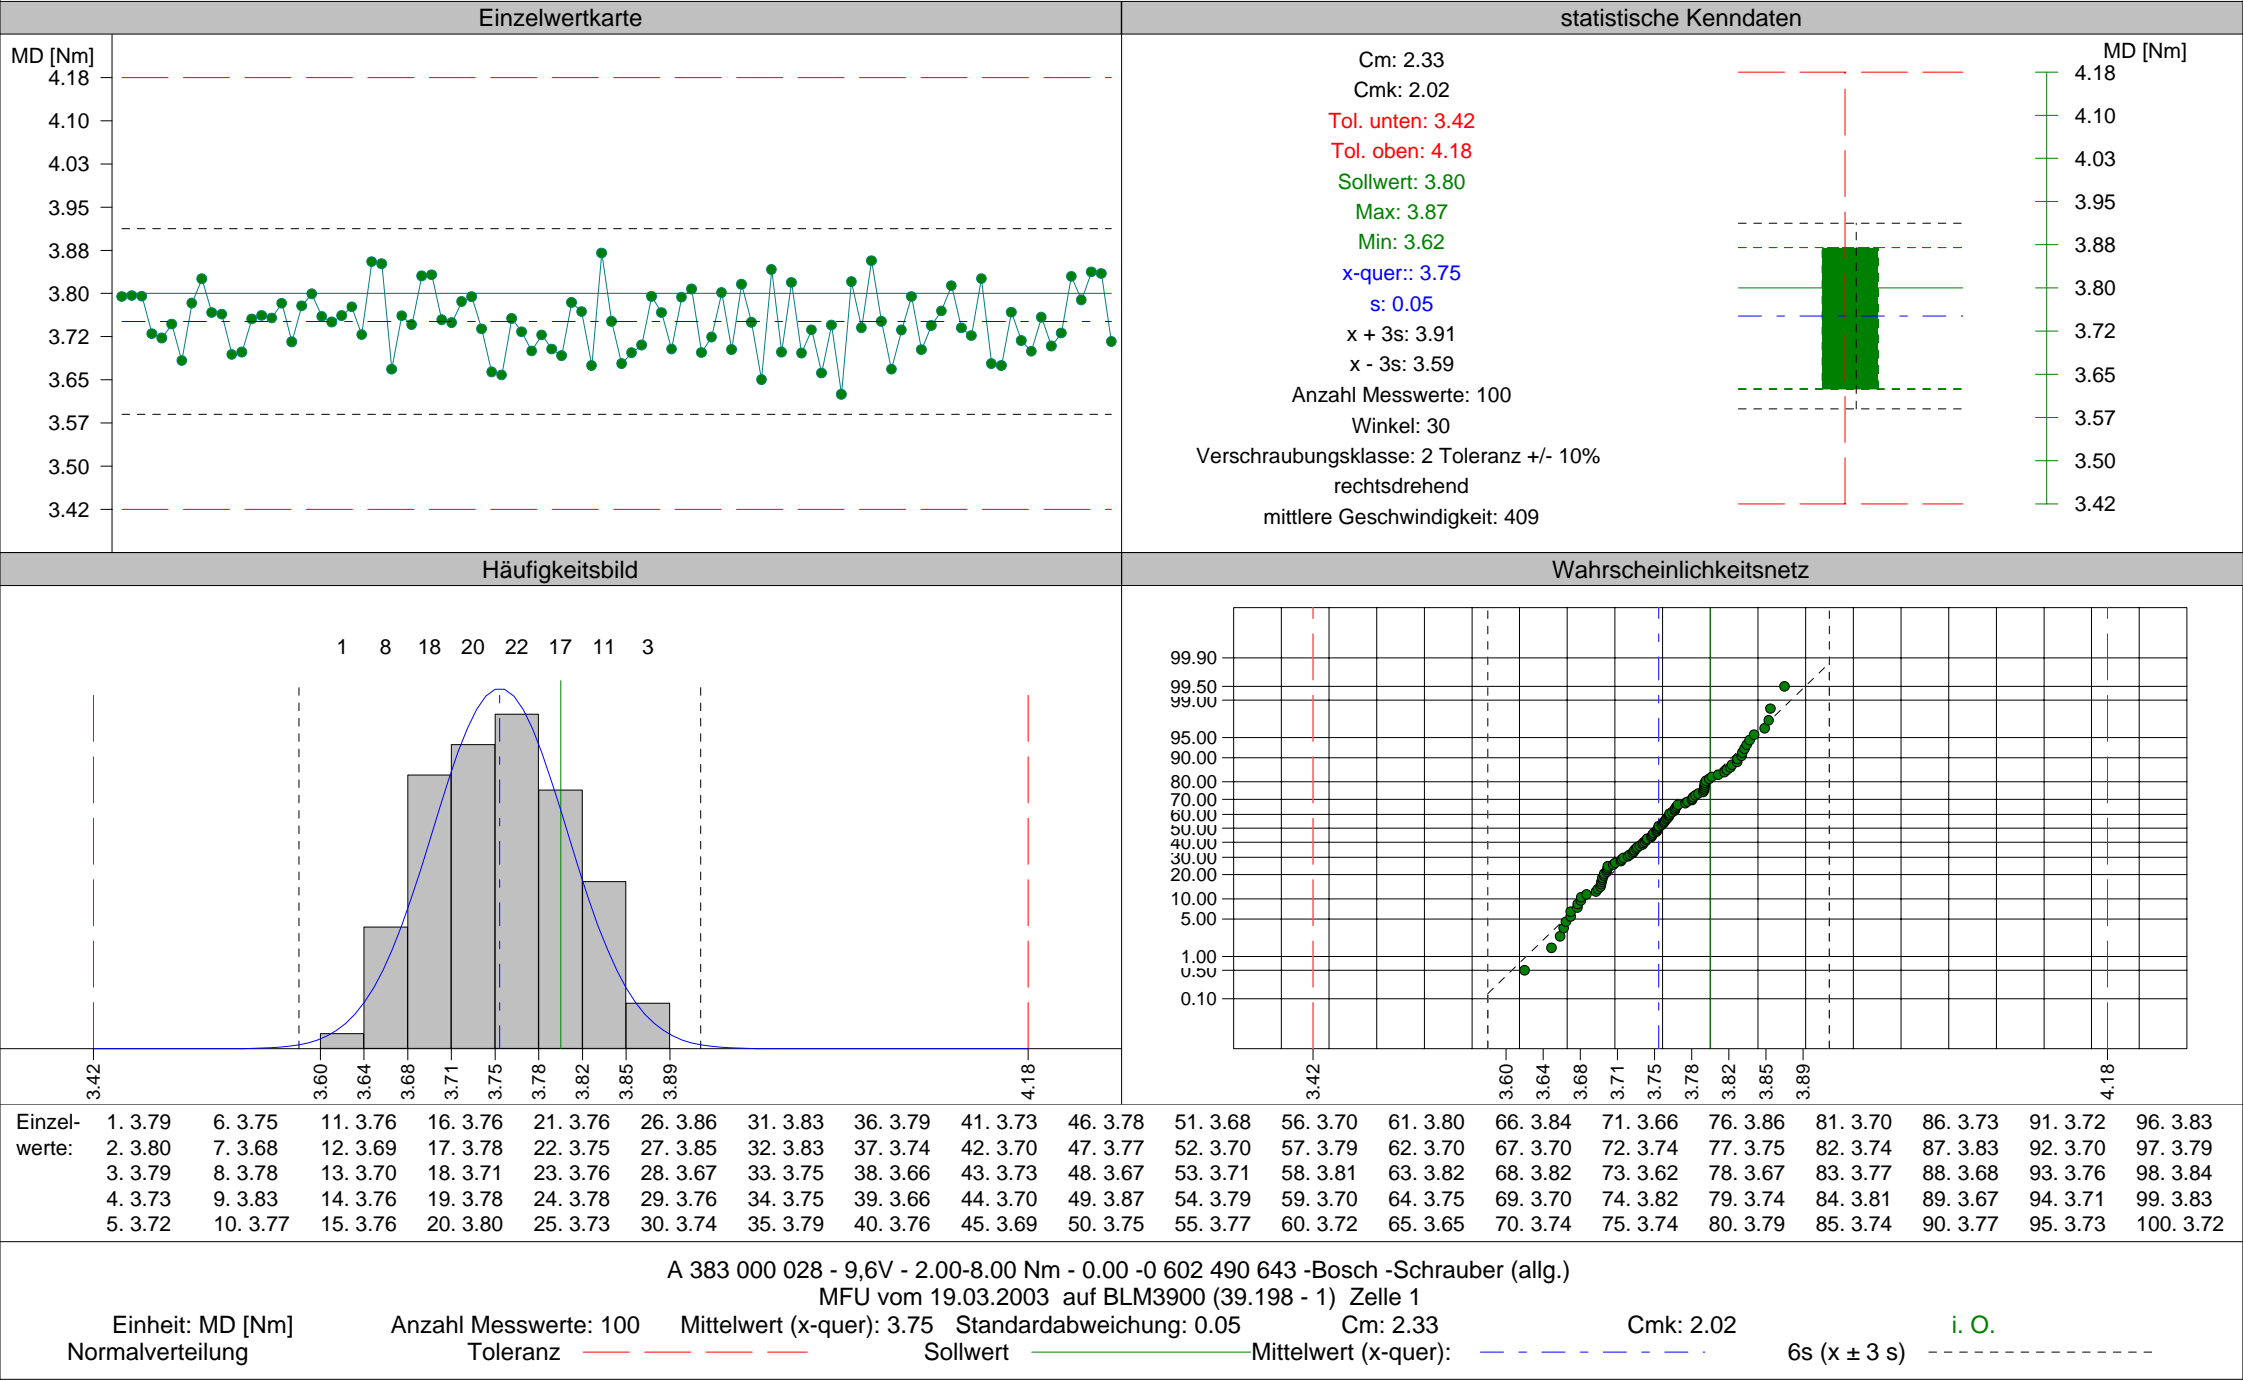 Einzelwertkarte
MD [Nm]
4.18
4.10
4.03
3.95
3.88
3.80
3.72
3.65
3.57
3.50
3.42
statistische Kenndaten
Cm: 2.33
Cmk: 2.02
Tol. unten: 3.42
Tol. oben: 4.18
Sollwert: 3.80
Max: 3.87
Min: 3.62
x-quer:: 3.75
s: 0.05
x + 3s: 3.91
x - 3s: 3.59
Anzahl Messwerte: 100
Winkel: 30
Verschraubungsklasse: 2 Toleranz +/- 10%
rechtsdrehend
mittlere Geschwindigkeit: 409
MD [Nm]
4.18
4.10
4.03
3.95
3.88
3.80
3.72
3.65
3.57
3.50
3.42
Häufigkeitsbild
1 8 18 20 22 17 11 3
3.42 3.60 3.64 3.68 3.71 3.75 3.78 3.82 3.85 3.89 4.18
Wahrscheinlichkeitsnetz
99.90
99.50
99.00
95.00
90.00
80.00
70.00
60.00
50.00
40.00
30.00
20.00
10.00
5.00
1.00
0.50
0.10
3.42 3.60 3.64 3.68 3.71 3.75 3.78 3.82 3.85 3.89 4.18
Einzel- 1. 3.79 6. 3.75 11. 3.76 16. 3.76 21. 3.76 26. 3.86 31. 3.83 36. 3.79 41. 3.73 46. 3.78 51. 3.68 56. 3.70 61. 3.80 66. 3.84 71. 3.66 76. 3.86 81. 3.70 86. 3.73 91. 3.72 96. 3.83
werte: 2. 3.80 7. 3.68 12. 3.69 17. 3.78 22. 3.75 27. 3.85 32. 3.83 37. 3.74 42. 3.70 47. 3.77 52. 3.70 57. 3.79 62. 3.70 67. 3.70 72. 3.74 77. 3.75 82. 3.74 87. 3.83 92. 3.70 97. 3.79
3. 3.79 8. 3.78 13. 3.70 18. 3.71 23. 3.76 28. 3.67 33. 3.75 38. 3.66 43. 3.73 48. 3.67 53. 3.71 58. 3.81 63. 3.82 68. 3.82 73. 3.62 78. 3.67 83. 3.77 88. 3.68 93. 3.76 98. 3.84
4. 3.73 9. 3.83 14. 3.76 19. 3.78 24. 3.78 29. 3.76 34. 3.75 39. 3.66 44. 3.70 49. 3.87 54. 3.79 59. 3.70 64. 3.75 69. 3.70 74. 3.82 79. 3.74 84. 3.81 89. 3.67 94. 3.71 99. 3.83
5. 3.72 10. 3.77 15. 3.76 20. 3.80 25. 3.73 30. 3.74 35. 3.79 40. 3.76 45. 3.69 50. 3.75 55. 3.77 60. 3.72 65. 3.65 70. 3.74 75. 3.74 80. 3.79 85. 3.74 90. 3.77 95. 3.73 100. 3.72
A 383 000 028 - 9,6V - 2.00-8.00 Nm - 0.00 -0 602 490 643 -Bosch -Schrauber (allg.)
MFU vom 19.03.2003 auf BLM3900 (39.198 - 1) Zelle 1
Einheit: MD [Nm] Anzahl Messwerte: 100 Mittelwert (x-quer): 3.75 Standardabweichung: 0.05 Cm: 2.33 Cmk: 2.02 i. O.
Normalverteilung Toleranz Sollwert Mittelwert (x-quer): 6s (x ± 3 s)